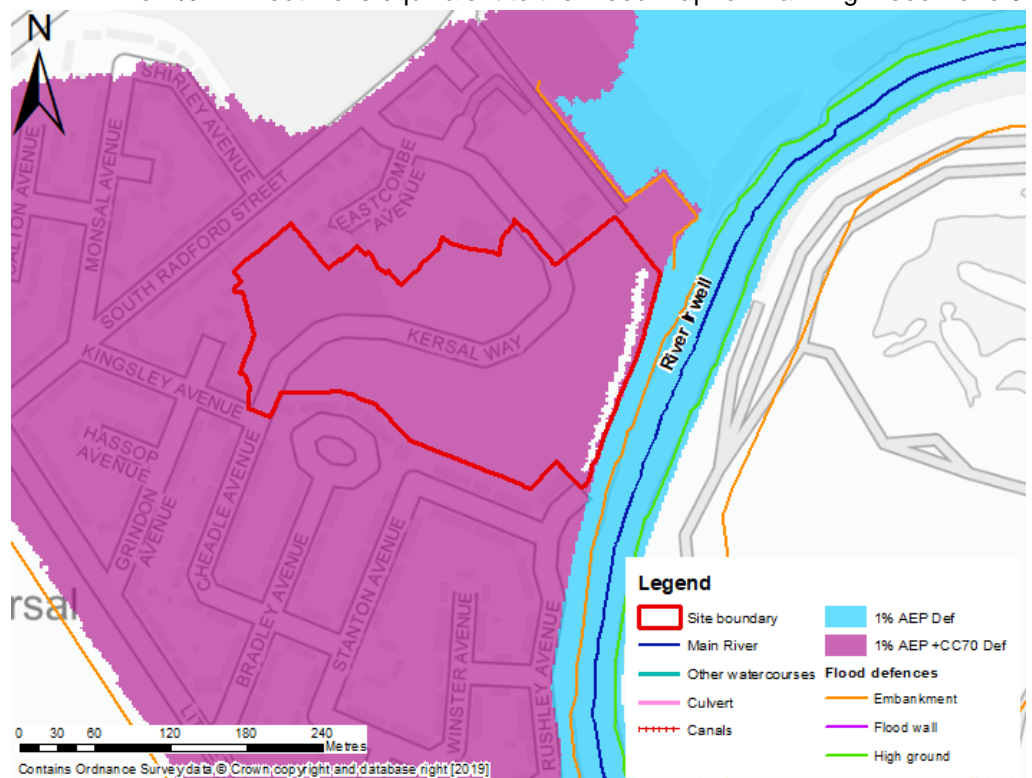 N
SHIRLEY AVENUE
MONSAL AVENUE
SOUTH RADFORD STREET
EASTCOMBE
AVENUE
KERSAL WAY
River Irwell
KINGSLEY AVENUE
HASSOP
AVENUE
GRINDON
AVENUE
CHEADLE AVENUE
BRADLEY AVENUE
STANTON AVENUE
WINSTER AVENUE
RUSHLEY AVENUE
rsal
LIT
Legend
Site boundary
Main River
Other watercourses
Culvert
Canals
1% AEP Def
1% AEP +CC70 Def
Flood defences
Embankment
Flood wall
High ground
0 30 60 120 180 240
Metres
Contains Ordnance Survey data © Crown copyright and database right [2019]